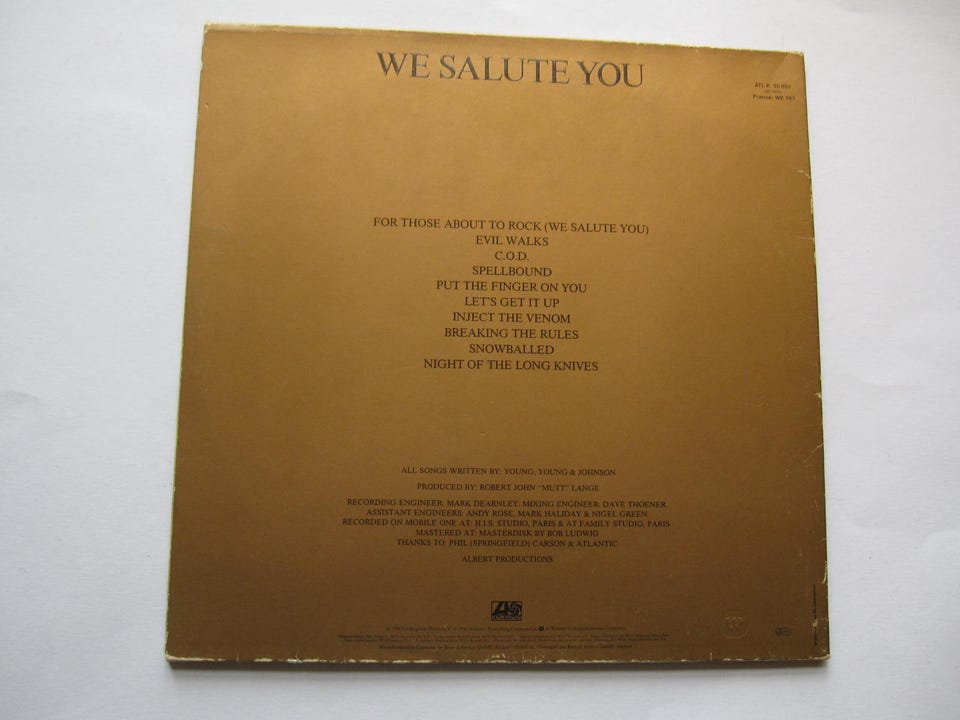 WE SALUTE YOU
ATL K 50 851
France: WE 381
FOR THOSE ABOUT TO ROCK (WE SALUTE YOU)
EVIL WALKS
C.O.D.
SPELLBOUND
PUT THE FINGER ON YOU
LET'S GET IT UP
INJECT THE VENOM
BREAKING THE RULES
SNOWBALLED
NIGHT OF THE LONG KNIVES
ALL SONGS WRITTEN BY: YOUNG, YOUNG & JOHNSON
PRODUCED BY: ROBERT JOHN "MUTT" LANGE
RECORDING ENGINEER: MARK DEARNLEY. MIXING ENGINEER: DAVE THOENER
ASSISTANT ENGINEERS: ANDY ROSE, MARK HALIDAY & NIGEL GREEN
RECORDED ON MOBILE ONE AT: H.I.S. STUDIO, PARIS & AT FAMILY STUDIO, PARIS
MASTERED AT: MASTERDISK BY BOB LUDWIG
THANKS TO: PHIL (SPRINGFIELD) CARSON & ATLANTIC
ALBERT PRODUCTIONS
ATLANTIC